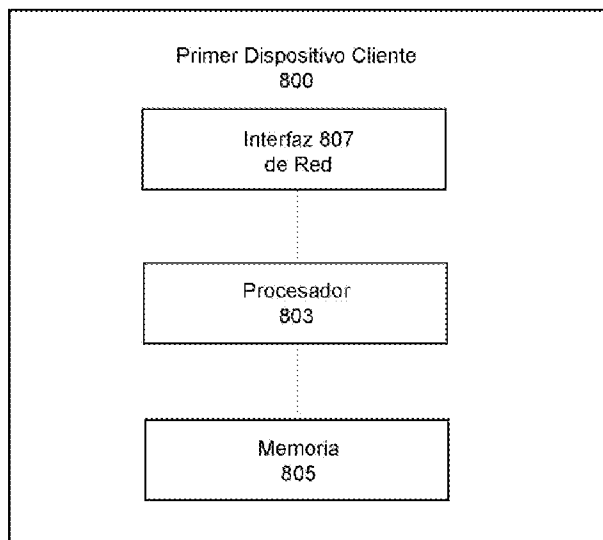 Primer Dispositivo Cliente
800
Interfaz 807
de Red
Procesador
803
Memoria
805